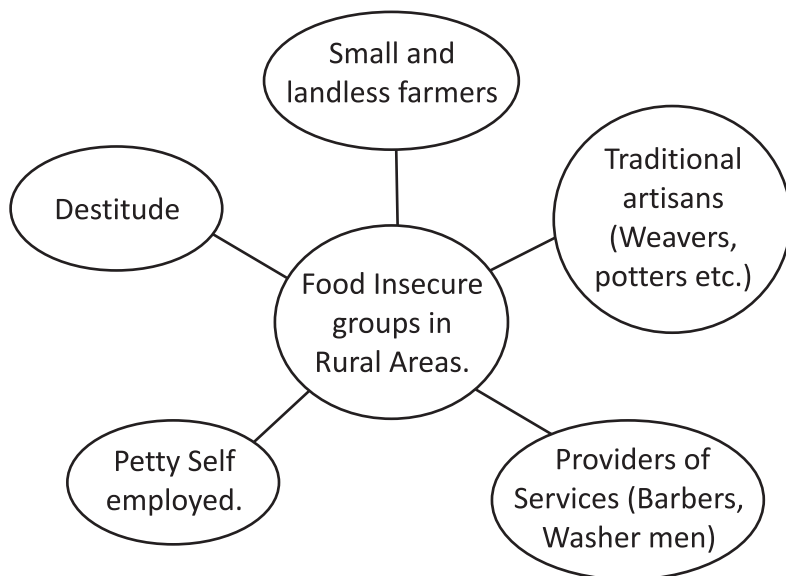 Small and
landless farmers
Traditional
artisans
(Weavers,
potters etc.)
Destitude
Food Insecure
groups in
Rural Areas.
Petty Self
employed.
Providers of
Services (Barbers,
Washer men)